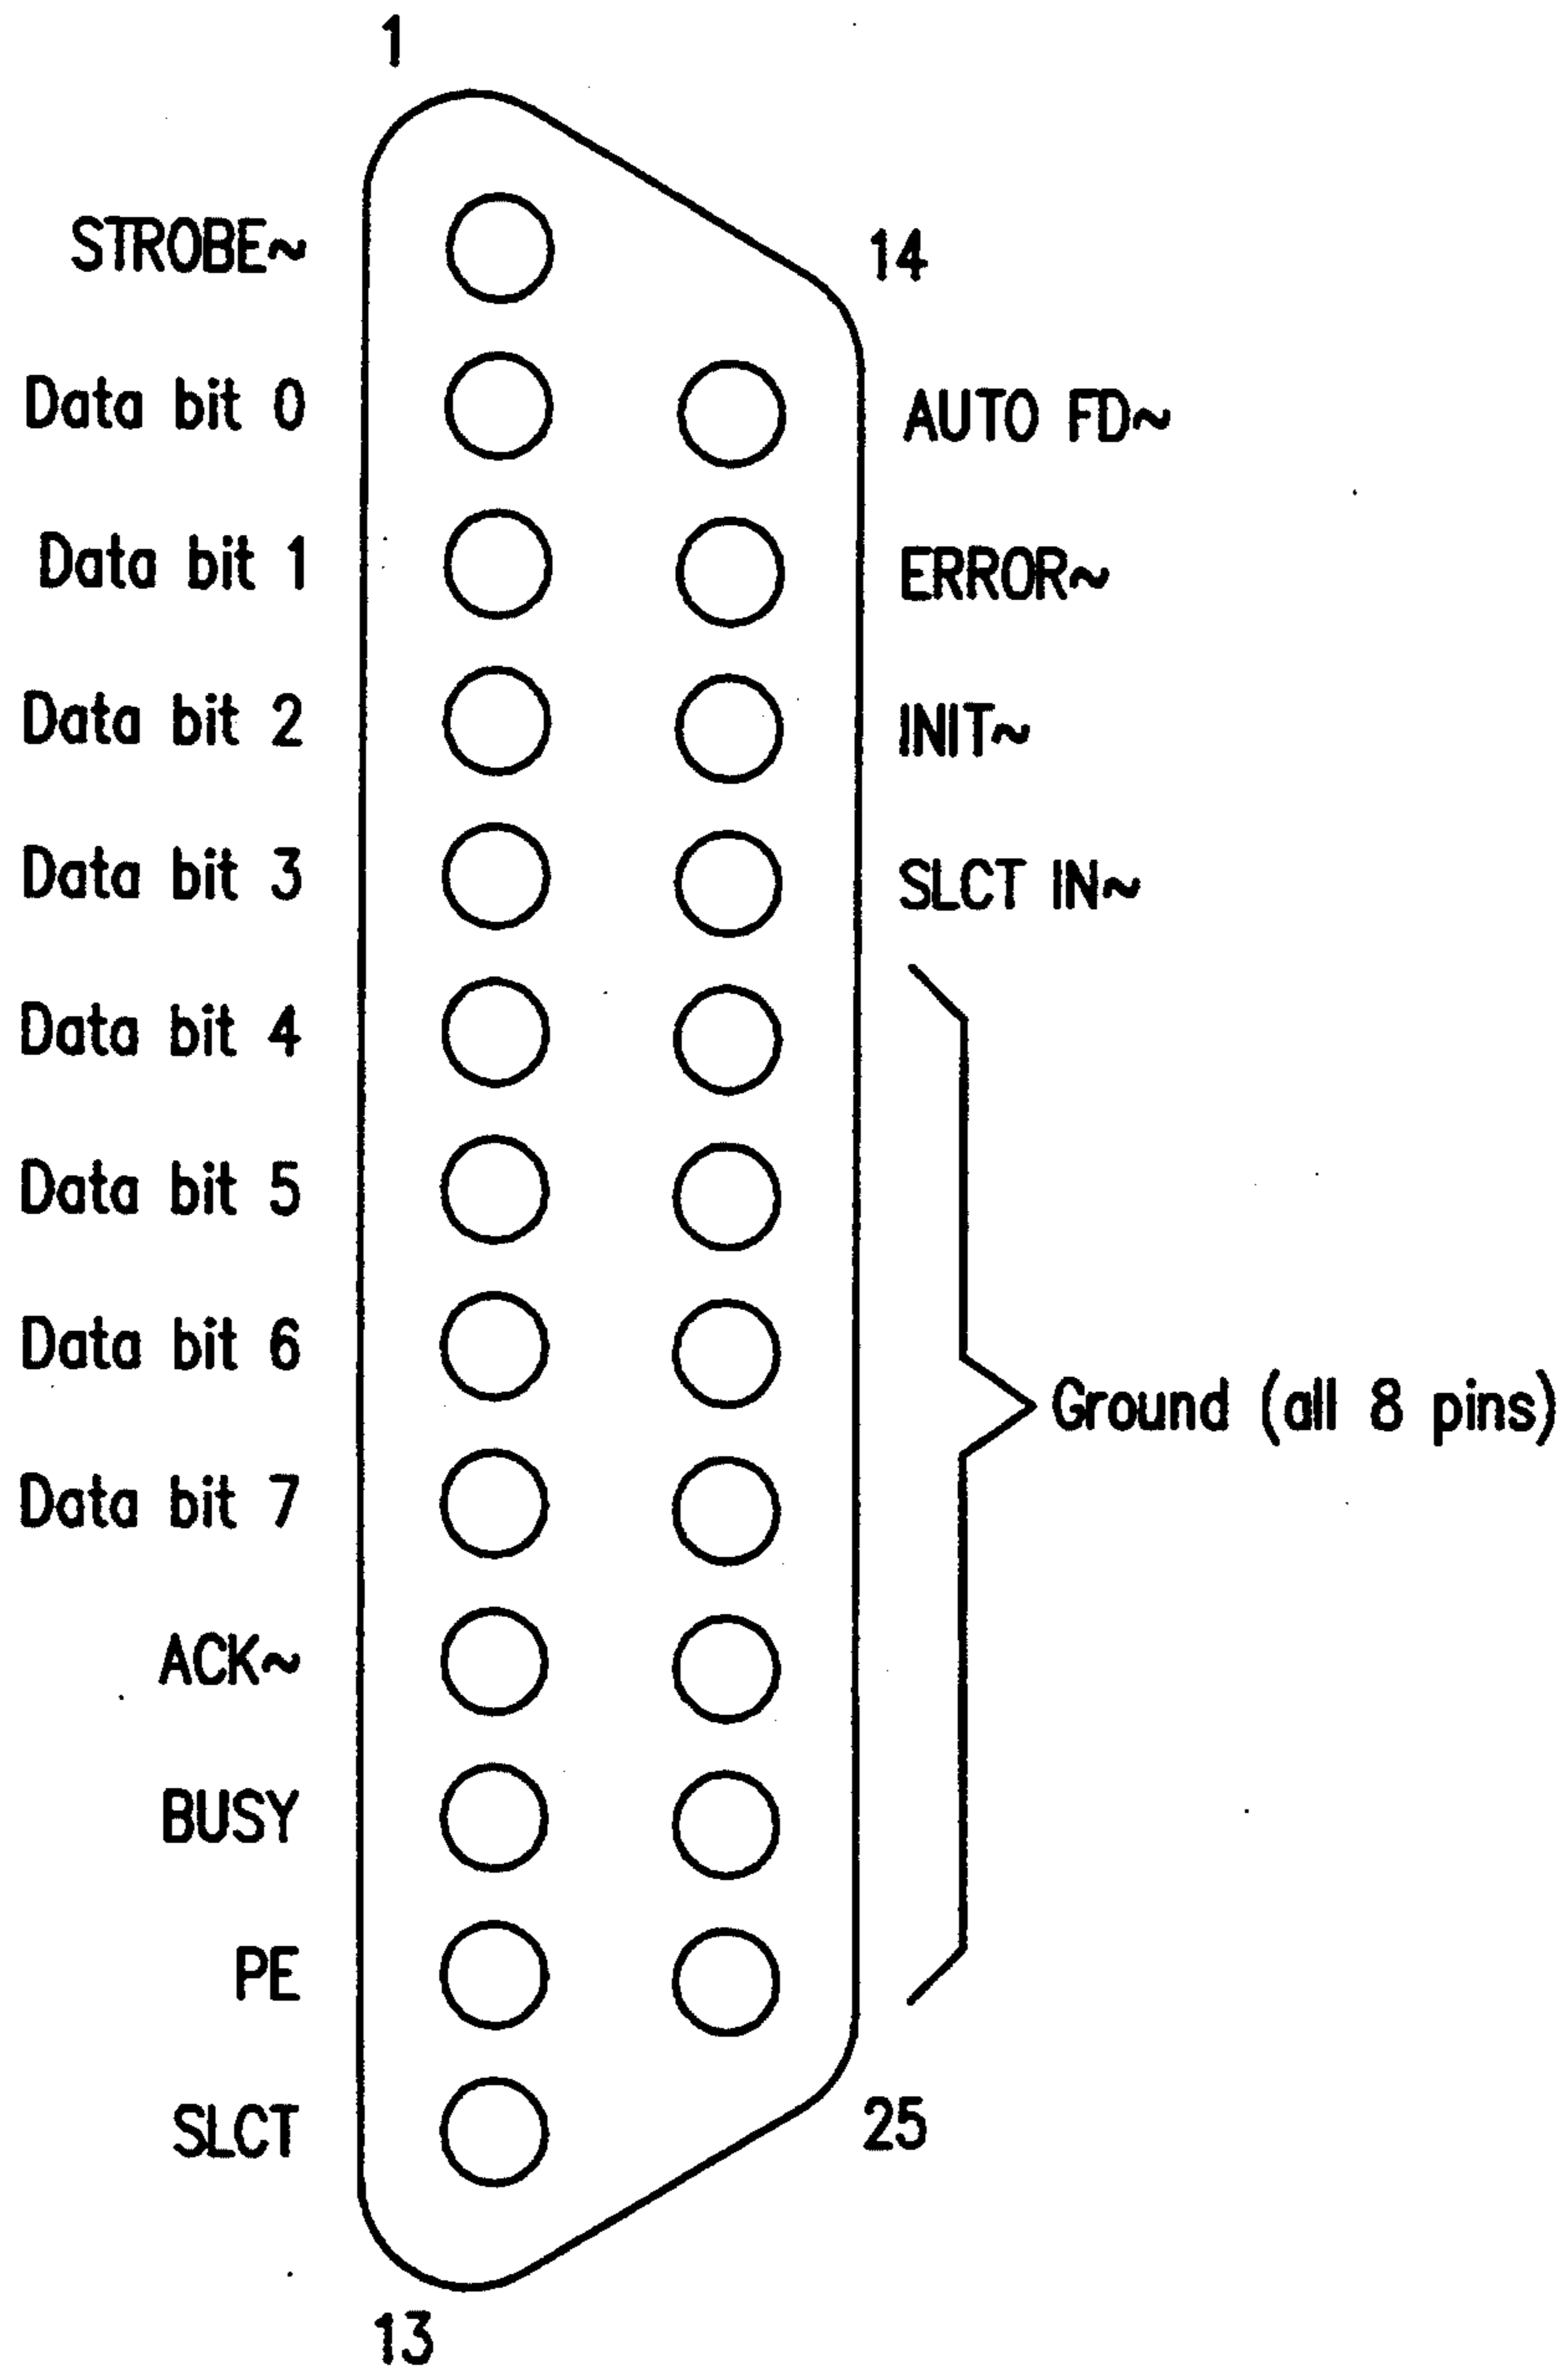 1
STROBE~
14
Data bit 0
AUTO FD~
Data bit 1
ERROR~
Data bit 2
INIT~
Data bit 3
SLCT IN~
Data bit 4
Data bit 5
Data bit 6
Ground (all 8 pins)
Data bit 7
ACK~
BUSY
PE
SLCT
25
13